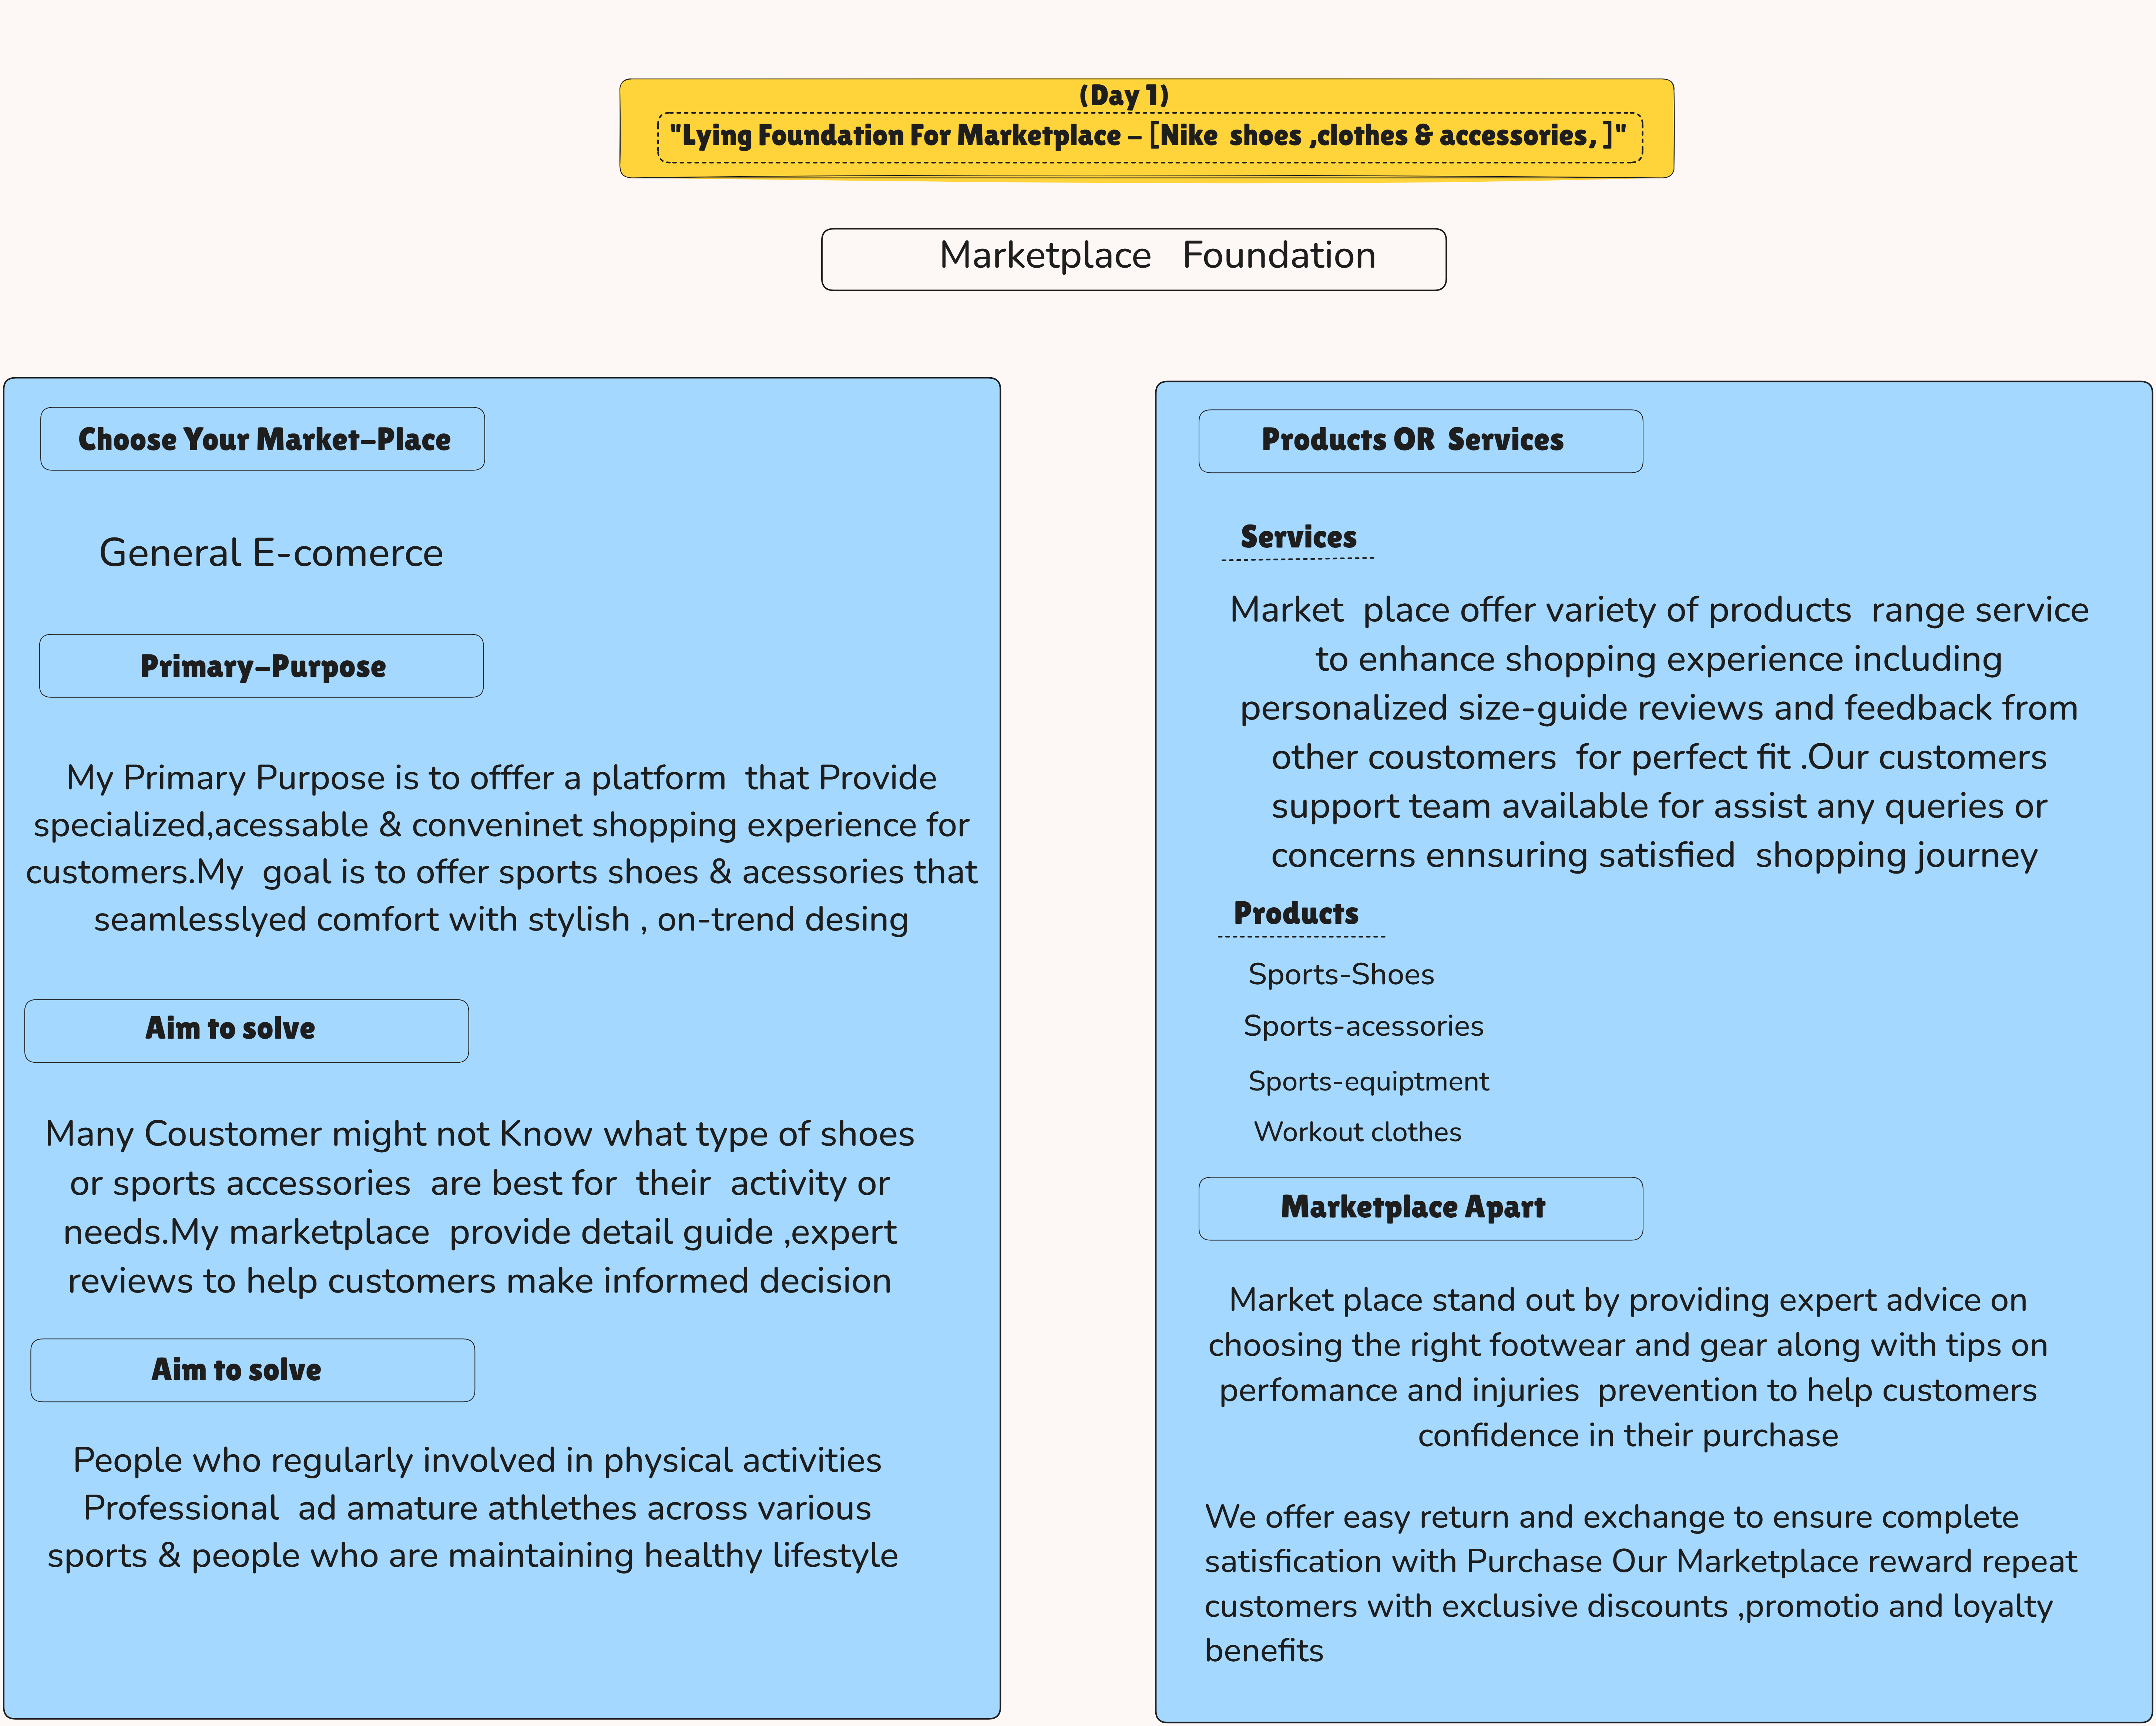 (Day 1)
"Lying Foundation For Marketplace – [Nike shoes ,clothes & accessories, ]"
Marketplace Foundation
Choose Your Market-Place
General E-comerce
Primary-Purpose
My Primary Purpose is to offfer a platform that Provide
specialized,acessable & conveninet shopping experience for
customers.My goal is to offer sports shoes & acessories that
seamlesslyed comfort with stylish , on-trend desing
Aim to solve
Many Coustomer might not Know what type of shoes
or sports accessories are best for their activity or
needs.My marketplace provide detail guide ,expert
reviews to help customers make informed decision
Aim to solve
People who regularly involved in physical activities
Professional ad amature athlethes across various
sports & people who are maintaining healthy lifestyle
Products OR Services
Services
Market place offer variety of products range service
to enhance shopping experience including
personalized size-guide reviews and feedback from
other coustomers for perfect fit .Our customers
support team available for assist any queries or
concerns ennsuring satisfied shopping journey
Products
Sports-Shoes
Sports-acessories
Sports-equiptment
Workout clothes
Marketplace Apart
Market place stand out by providing expert advice on
choosing the right footwear and gear along with tips on
perfomance and injuries prevention to help customers
confidence in their purchase
We offer easy return and exchange to ensure complete
satisfication with Purchase Our Marketplace reward repeat
customers with exclusive discounts ,promotio and loyalty
benefits